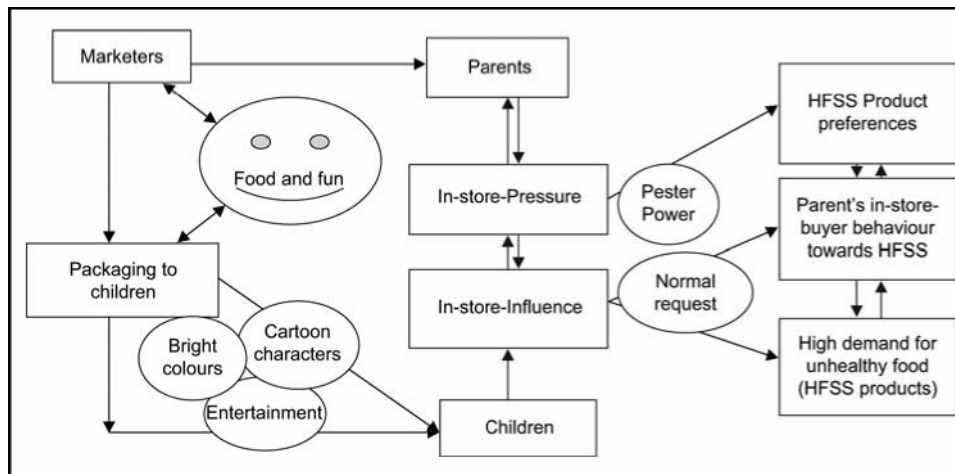 Marketers
Parents
HFSS Product
preferences
Food and fun
In-store-Pressure
Pester
Power
Parent's in-store-
buyer behaviour
towards HFSS
Packaging to
children
In-store-Influence
Normal
request
Bright
colours
Cartoon
characters
Entertainment
High demand for
unhealthy food
(HFSS products)
Children